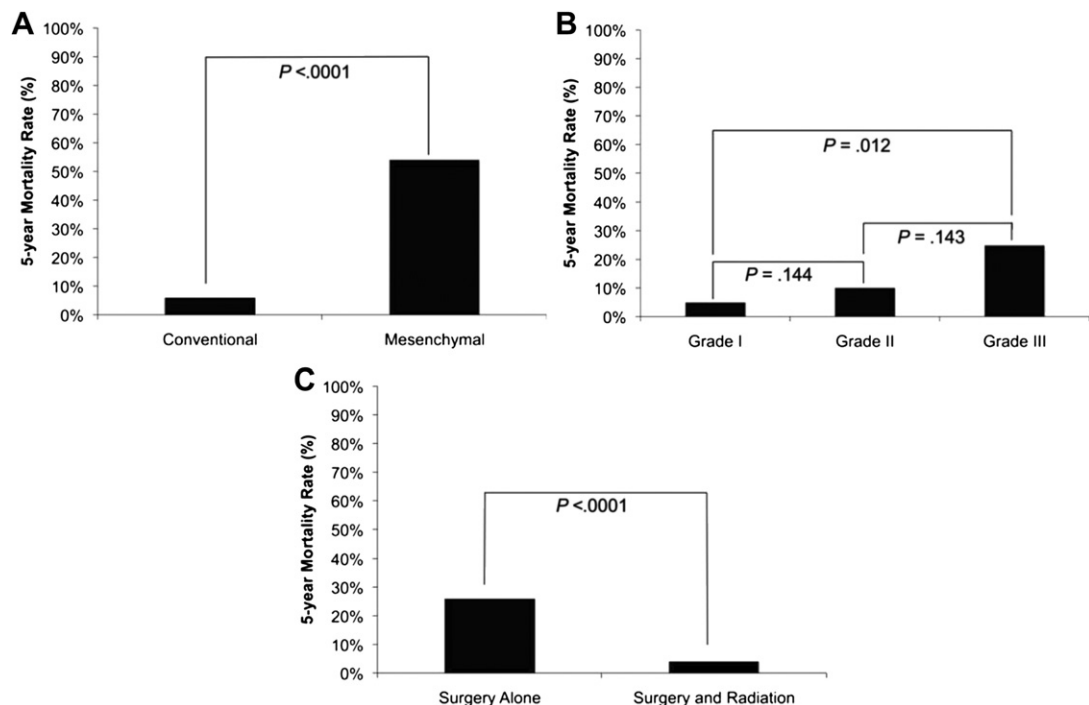 A
5-year Mortality Rate (%)
100%
90%
80%
70%
60%
50%
40%
30%
20%
10%
0%
P <.0001
Conventional
Mesenchymal
B
5-year Mortality Rate (%)
100%
90%
80%
70%
60%
50%
40%
30%
20%
10%
0%
P = .012
P = .143
P = .144
Grade I
Grade II
Grade III
C
5-year Mortality Rate (%)
100%
90%
80%
70%
60%
50%
40%
30%
20%
10%
0%
P <.0001
Surgery Alone
Surgery and Radiation